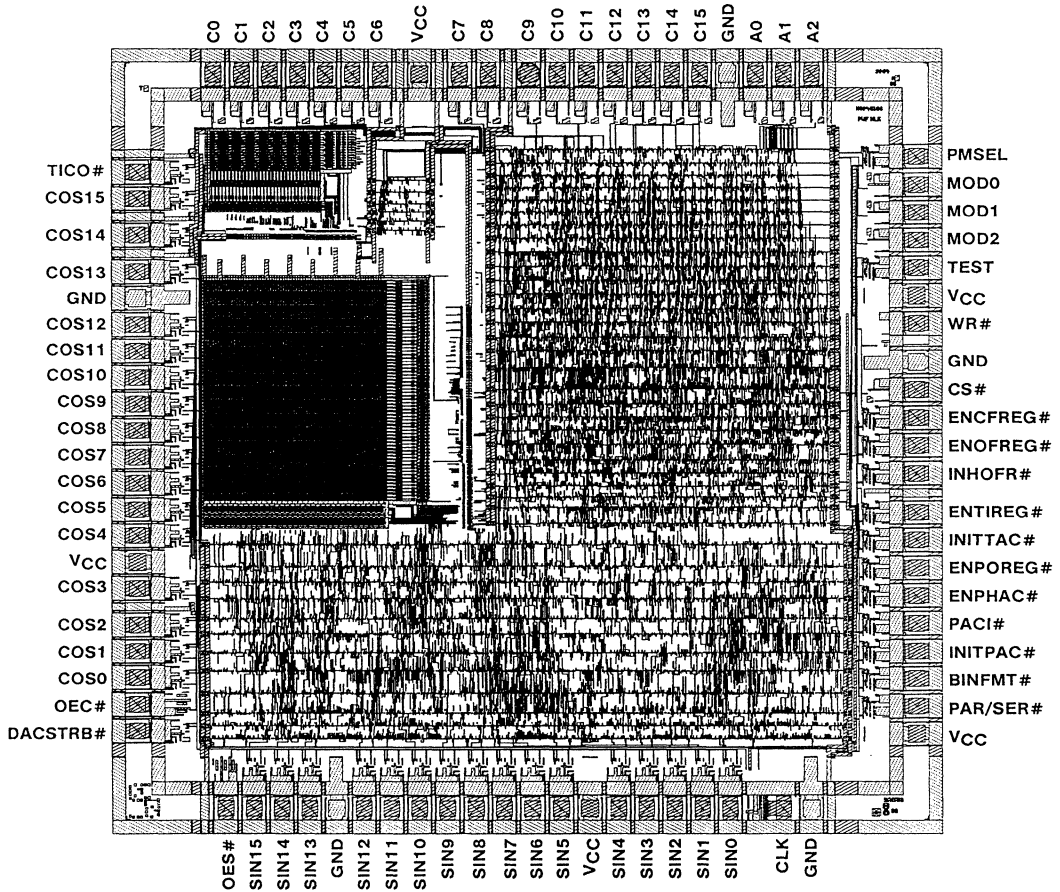 C0
C1
C2
C3
C4
C5
C6
VCC
C7
C8
C9
C10
C11
C12
C13
C14
C15
GND
A0
A1
A2
TICO#
COS15
COS14
COS13
GND
COS12
COS11
COS10
COS9
COS8
COS7
COS6
COS5
COS4
VCC
COS3
COS2
COS1
COS0
OEC#
DACSTRB#
PMSEL
MOD0
MOD1
MOD2
TEST
VCC
WR#
GND
CS#
ENCFREG#
ENOFREG#
INHOFR#
ENTIREG#
INITTAC#
ENPOREG#
ENPHAC#
PACI#
INITPAC#
BINFMT#
PAR/SER#
VCC
OES#
SIN15
SIN14
SIN13
GND
SIN12
SIN11
SIN10
SIN9
SIN8
SIN7
SIN6
SIN5
VCC
SIN4
SIN3
SIN2
SIN1
SIN0
CLK
GND